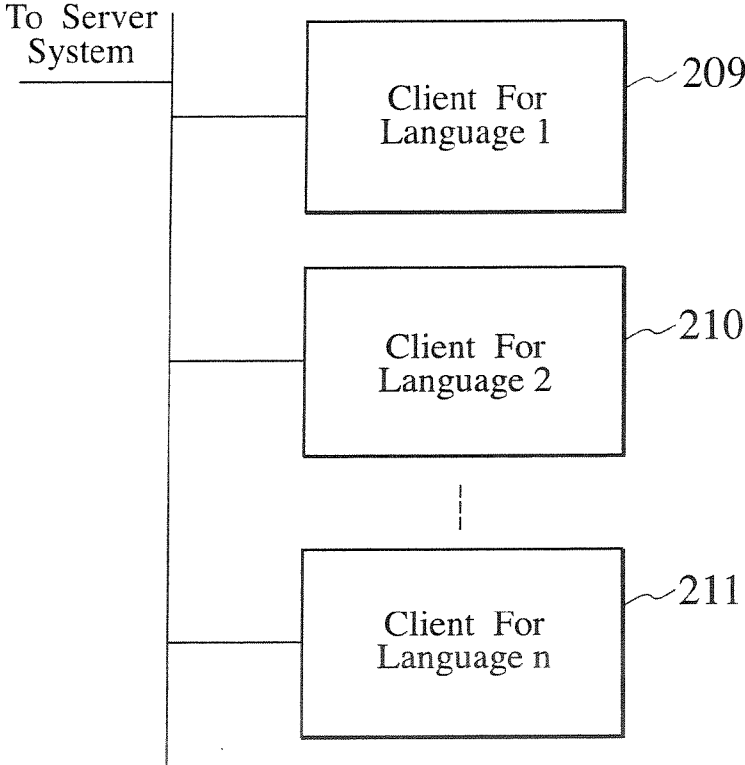 To Server
System
Client For
Language 1
209
Client For
Language 2
210
Client For
Language n
211